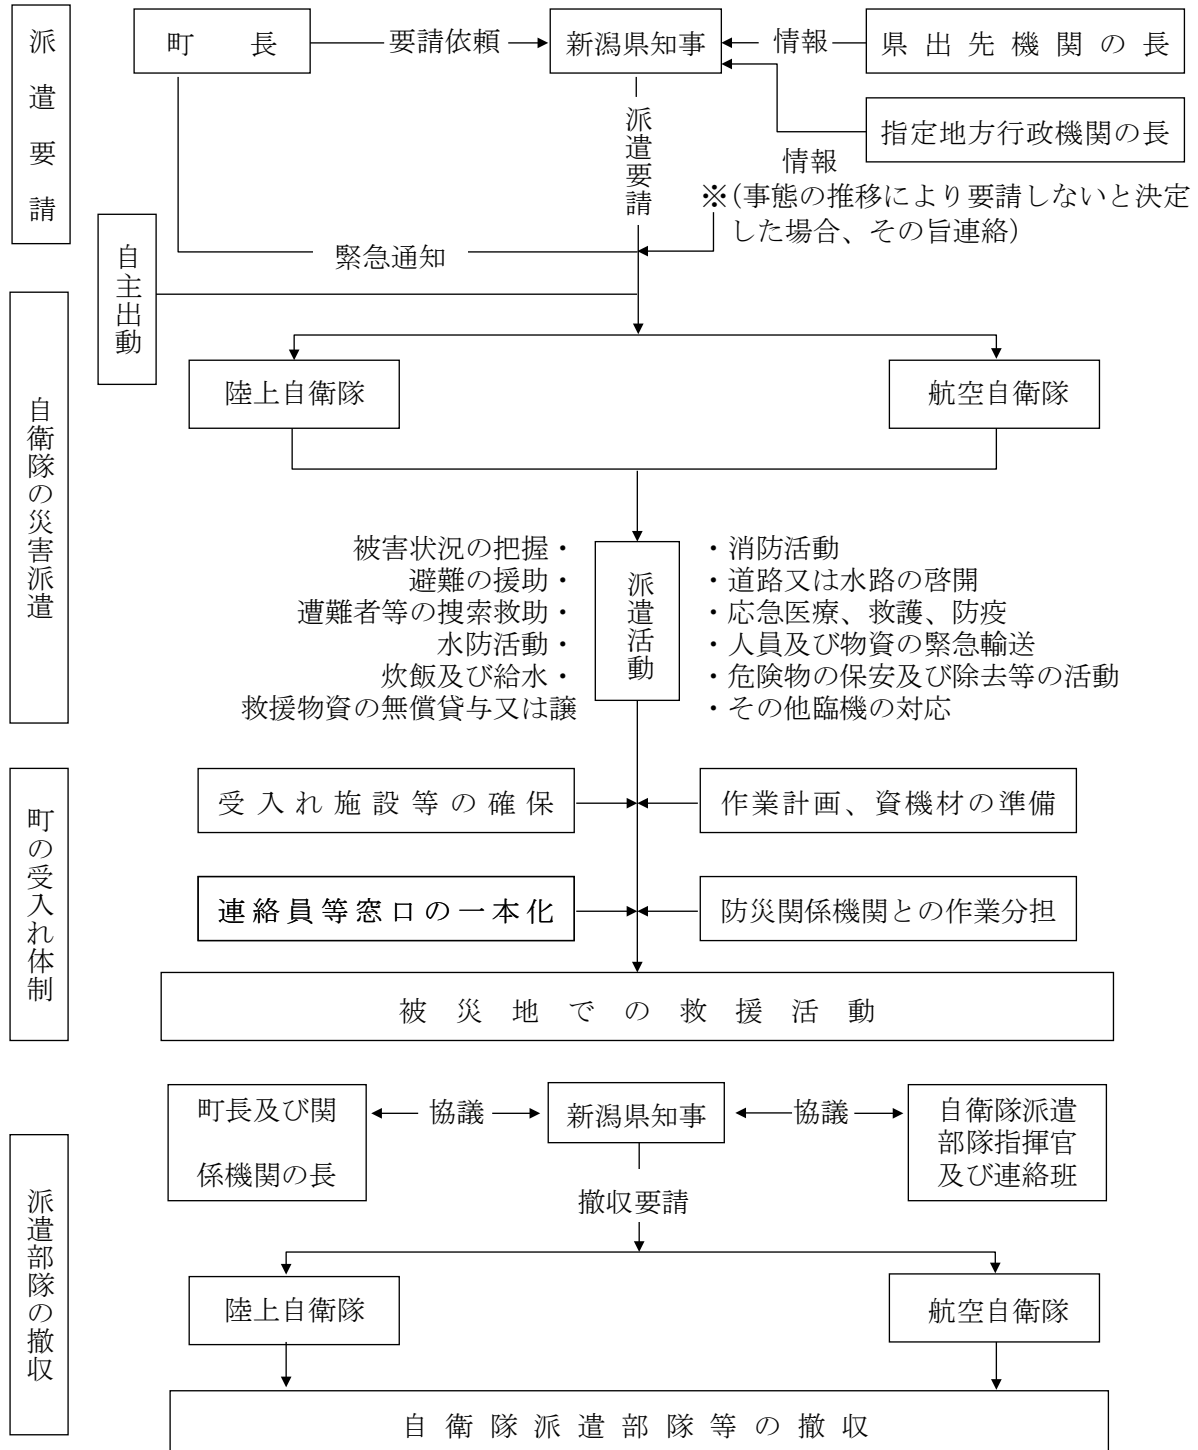 派遣要請
町 長
要請依頼
新潟県知事
情報
県出先機関の長
指定地方行政機関の長
情報
派遣要請
※(事態の推移により要請しないと決定
した場合、その旨連絡)
緊急通知
自主出動
自衛隊の災害派遣
陸上自衛隊
航空自衛隊
被害状況の把握・
避難の援助・
遭難者等の捜索救助・
水防活動・
炊飯及び給水・
救援物資の無償貸与又は譲
派遣活動
・消防活動
・道路又は水路の啓開
・応急医療、救護、防疫
・人員及び物資の緊急輸送
・危険物の保安及び除去等の活動
・その他臨機の対応
町の受入れ体制
受入れ施設等の確保
作業計画、資機材の準備
連絡員等窓口の一本化
防災関係機関との作業分担
被災地での救援活動
派遣部隊の撤収
町長及び関
係機関の長
協議
新潟県知事
協議
自衛隊派遣
部隊指揮官
及び連絡班
撤収要請
陸上自衛隊
航空自衛隊
自衛隊派遣部隊等の撤収